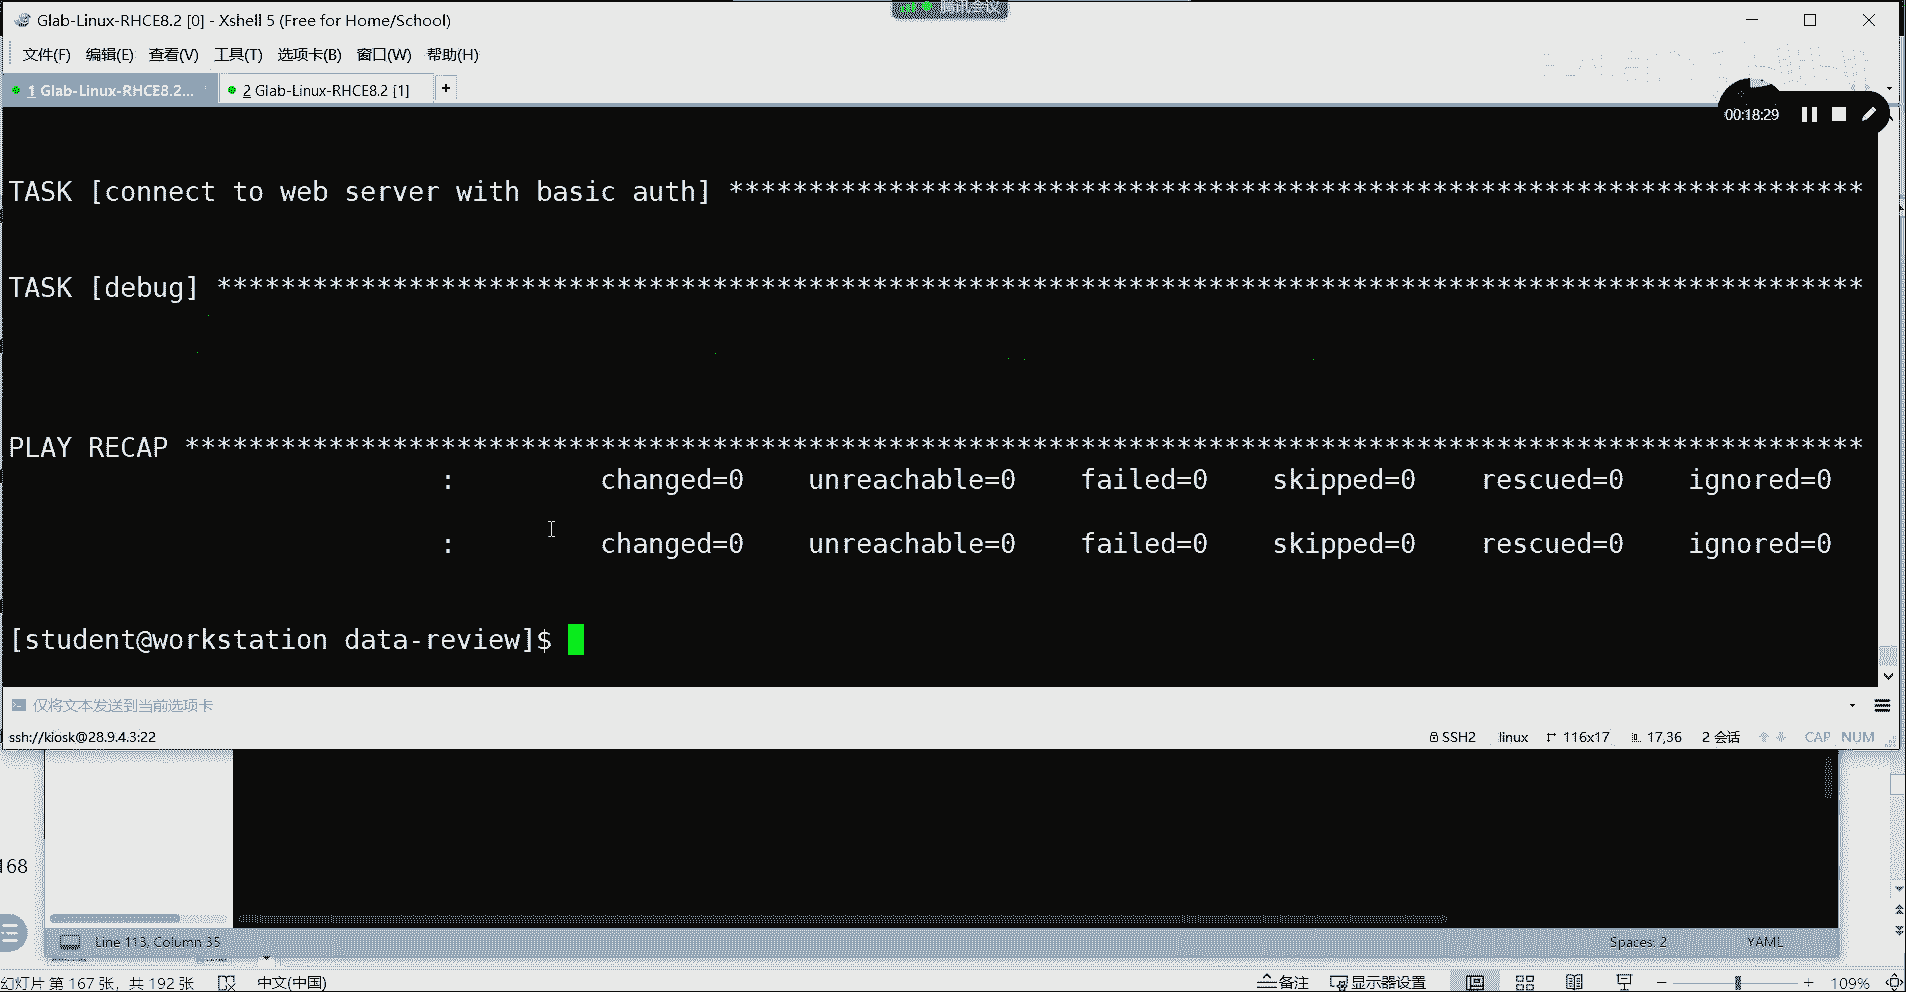 Glab-Linux-RHCE8.2 [0] - Xshell 5 (Free for Home/School)
腾讯会议
文件(F) 编辑(E) 查看(V) 工具(T) 选项卡(B) 窗口(W) 帮助(H)
1 Glab-Linux-RHCE8.2... 2 Glab-Linux-RHCE8.2 [1] +
00:18:29
TASK [connect to web server with basic auth] ***********************************************************************
TASK [debug] *******************************************************************************************************
PLAY RECAP *********************************************************************************************************
: changed=0 unreachable=0 failed=0 skipped=0 rescued=0 ignored=0
: changed=0 unreachable=0 failed=0 skipped=0 rescued=0 ignored=0
[student@workstation data-review]$
仅将文本发送到当前选项卡
ssh://kiosk@28.9.4.3:22 SSH2 linux 116x17 17,36 2 会话 CAP NUM
168
Line 113, Column 35 Spaces: 2 YAML
幻灯片 第 167 张，共 192 张 中文(中国) 备注 显示器设置 109%